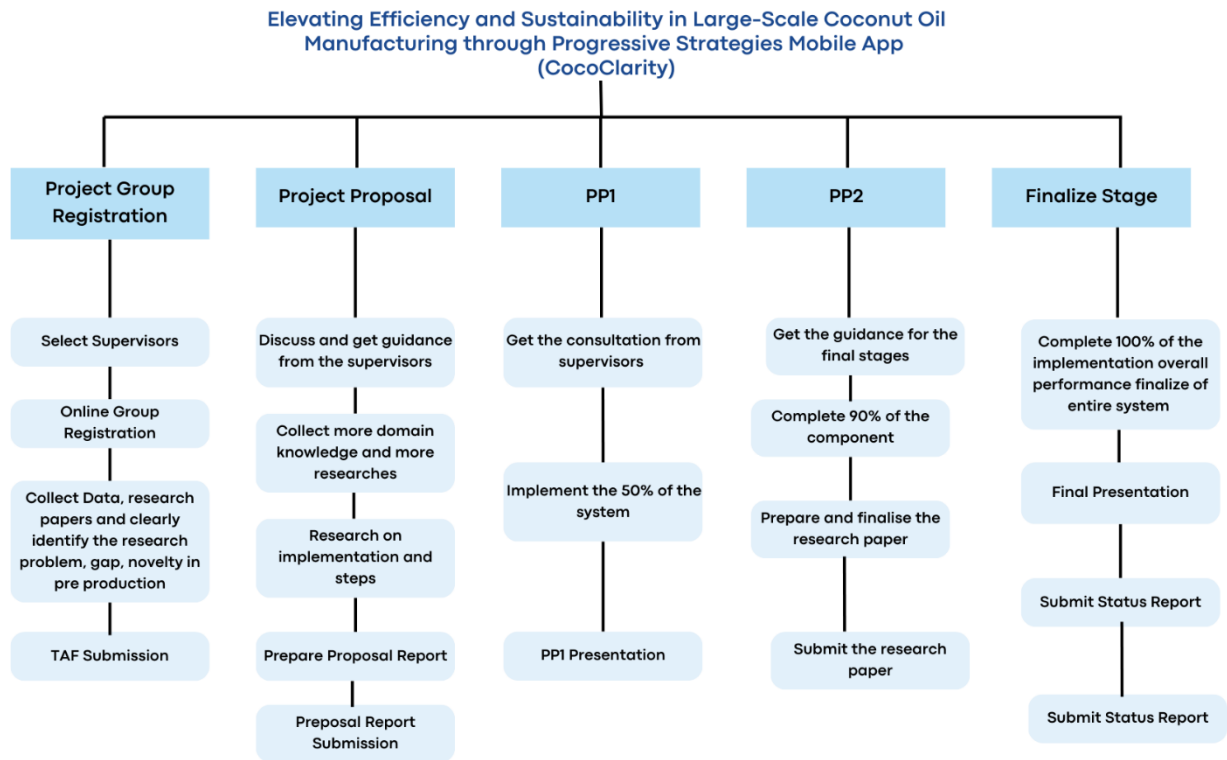 Elevating Efficiency and Sustainability in Large-Scale Coconut Oil
Manufacturing through Progressive Strategies Mobile App
(CocoClarity)
Project Group
Registration
Project Proposal
PP1
PP2
Finalize Stage
Select Supervisors
Online Group
Registration
Collect Data, research
papers and clearly
identify the research
problem, gap, novelty in
pre production
TAF Submission
Discuss and get guidance
from the supervisors
Collect more domain
knowledge and more
researches
Research on
implementation and
steps
Prepare Proposal Report
Preposal Report
Submission
Get the consultation from
supervisors
Implement the 50% of the
system
PP1 Presentation
Get the guidance for the
final stages
Complete 90% of the
component
Prepare and finalise the
research paper
Submit the research
paper
Complete 100% of the
implementation overall
performance finalize of
entire system
Final Presentation
Submit Status Report
Submit Status Report